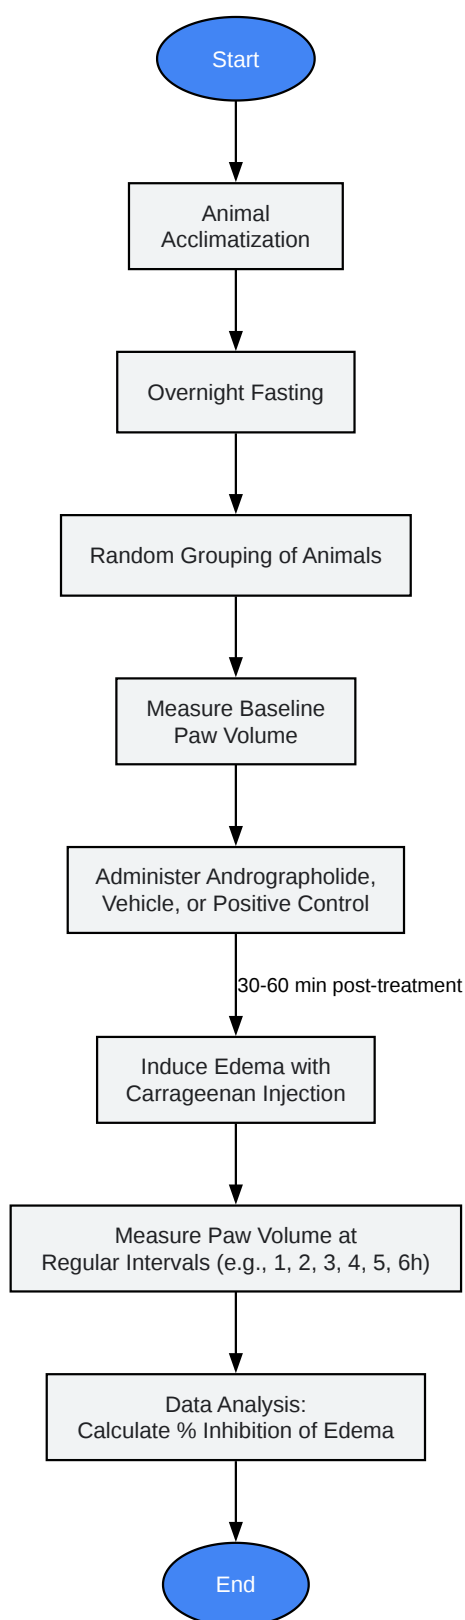 Start
Animal
Acclimatization
Overnight Fasting
Random Grouping of Animals
Measure Baseline
Paw Volume
Administer Andrographolide,
Vehicle, or Positive Control
30-60 min post-treatment
Induce Edema with
Carrageenan Injection
Measure Paw Volume at
Regular Intervals (e.g., 1, 2, 3, 4, 5, 6h)
Data Analysis:
Calculate % Inhibition of Edema
End